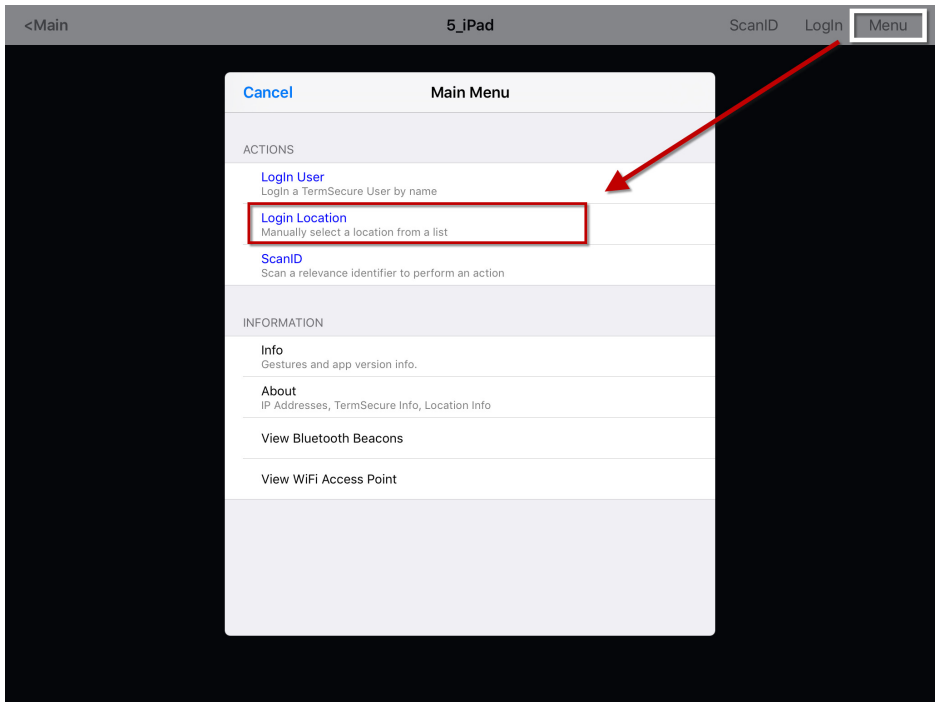 <Main 5_iPad ScanID LogIn Menu
Cancel Main Menu
ACTIONS
LogIn User
LogIn a TermSecure User by name
Login Location
Manually select a location from a list
ScanID
Scan a relevance identifier to perform an action
INFORMATION
Info
Gestures and app version info.
About
IP Addresses, TermSecure Info, Location Info
View Bluetooth Beacons
View WiFi Access Point